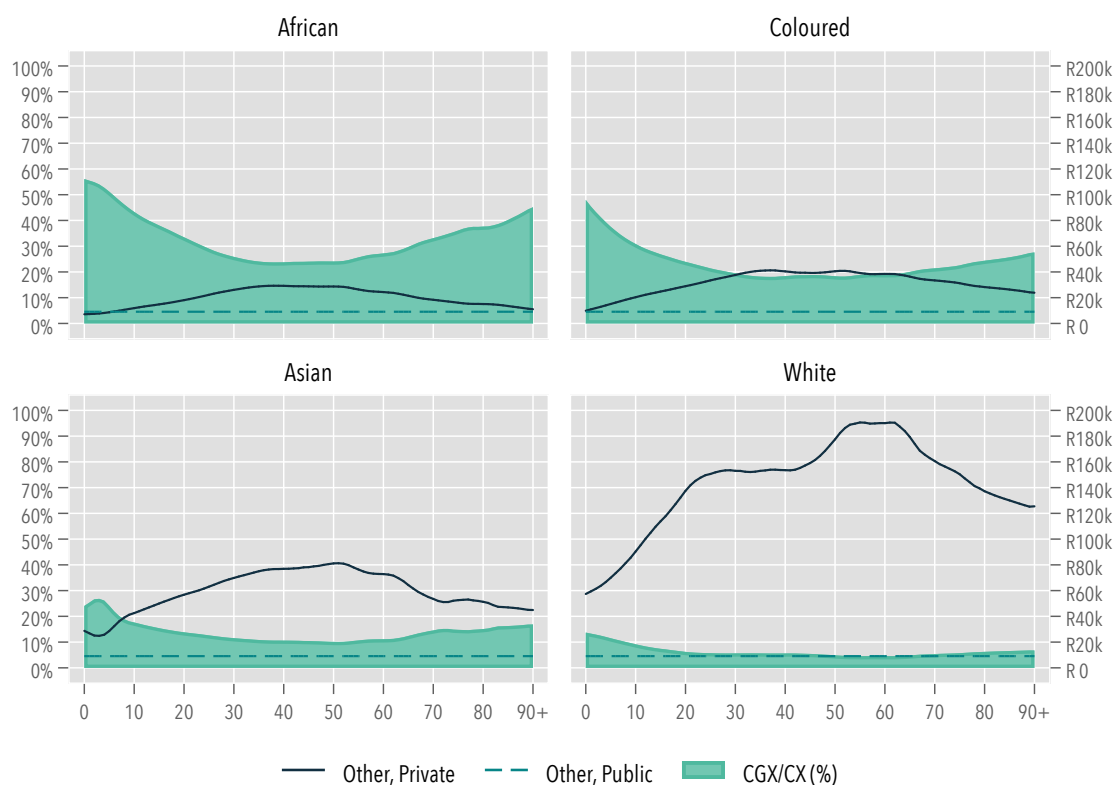 African
Coloured
100%
90%
80%
70%
60%
50%
40%
30%
20%
10%
0%
R200k
R180k
R160k
R140k
R120k
R100k
R80k
R60k
R40k
R20k
R 0
Asian
White
100%
90%
80%
70%
60%
50%
40%
30%
20%
10%
0%
R200k
R180k
R160k
R140k
R120k
R100k
R80k
R60k
R40k
R20k
R 0
0 10 20 30 40 50 60 70 80 90+
0 10 20 30 40 50 60 70 80 90+
Other, Private Other, Public CGX/CX (%)